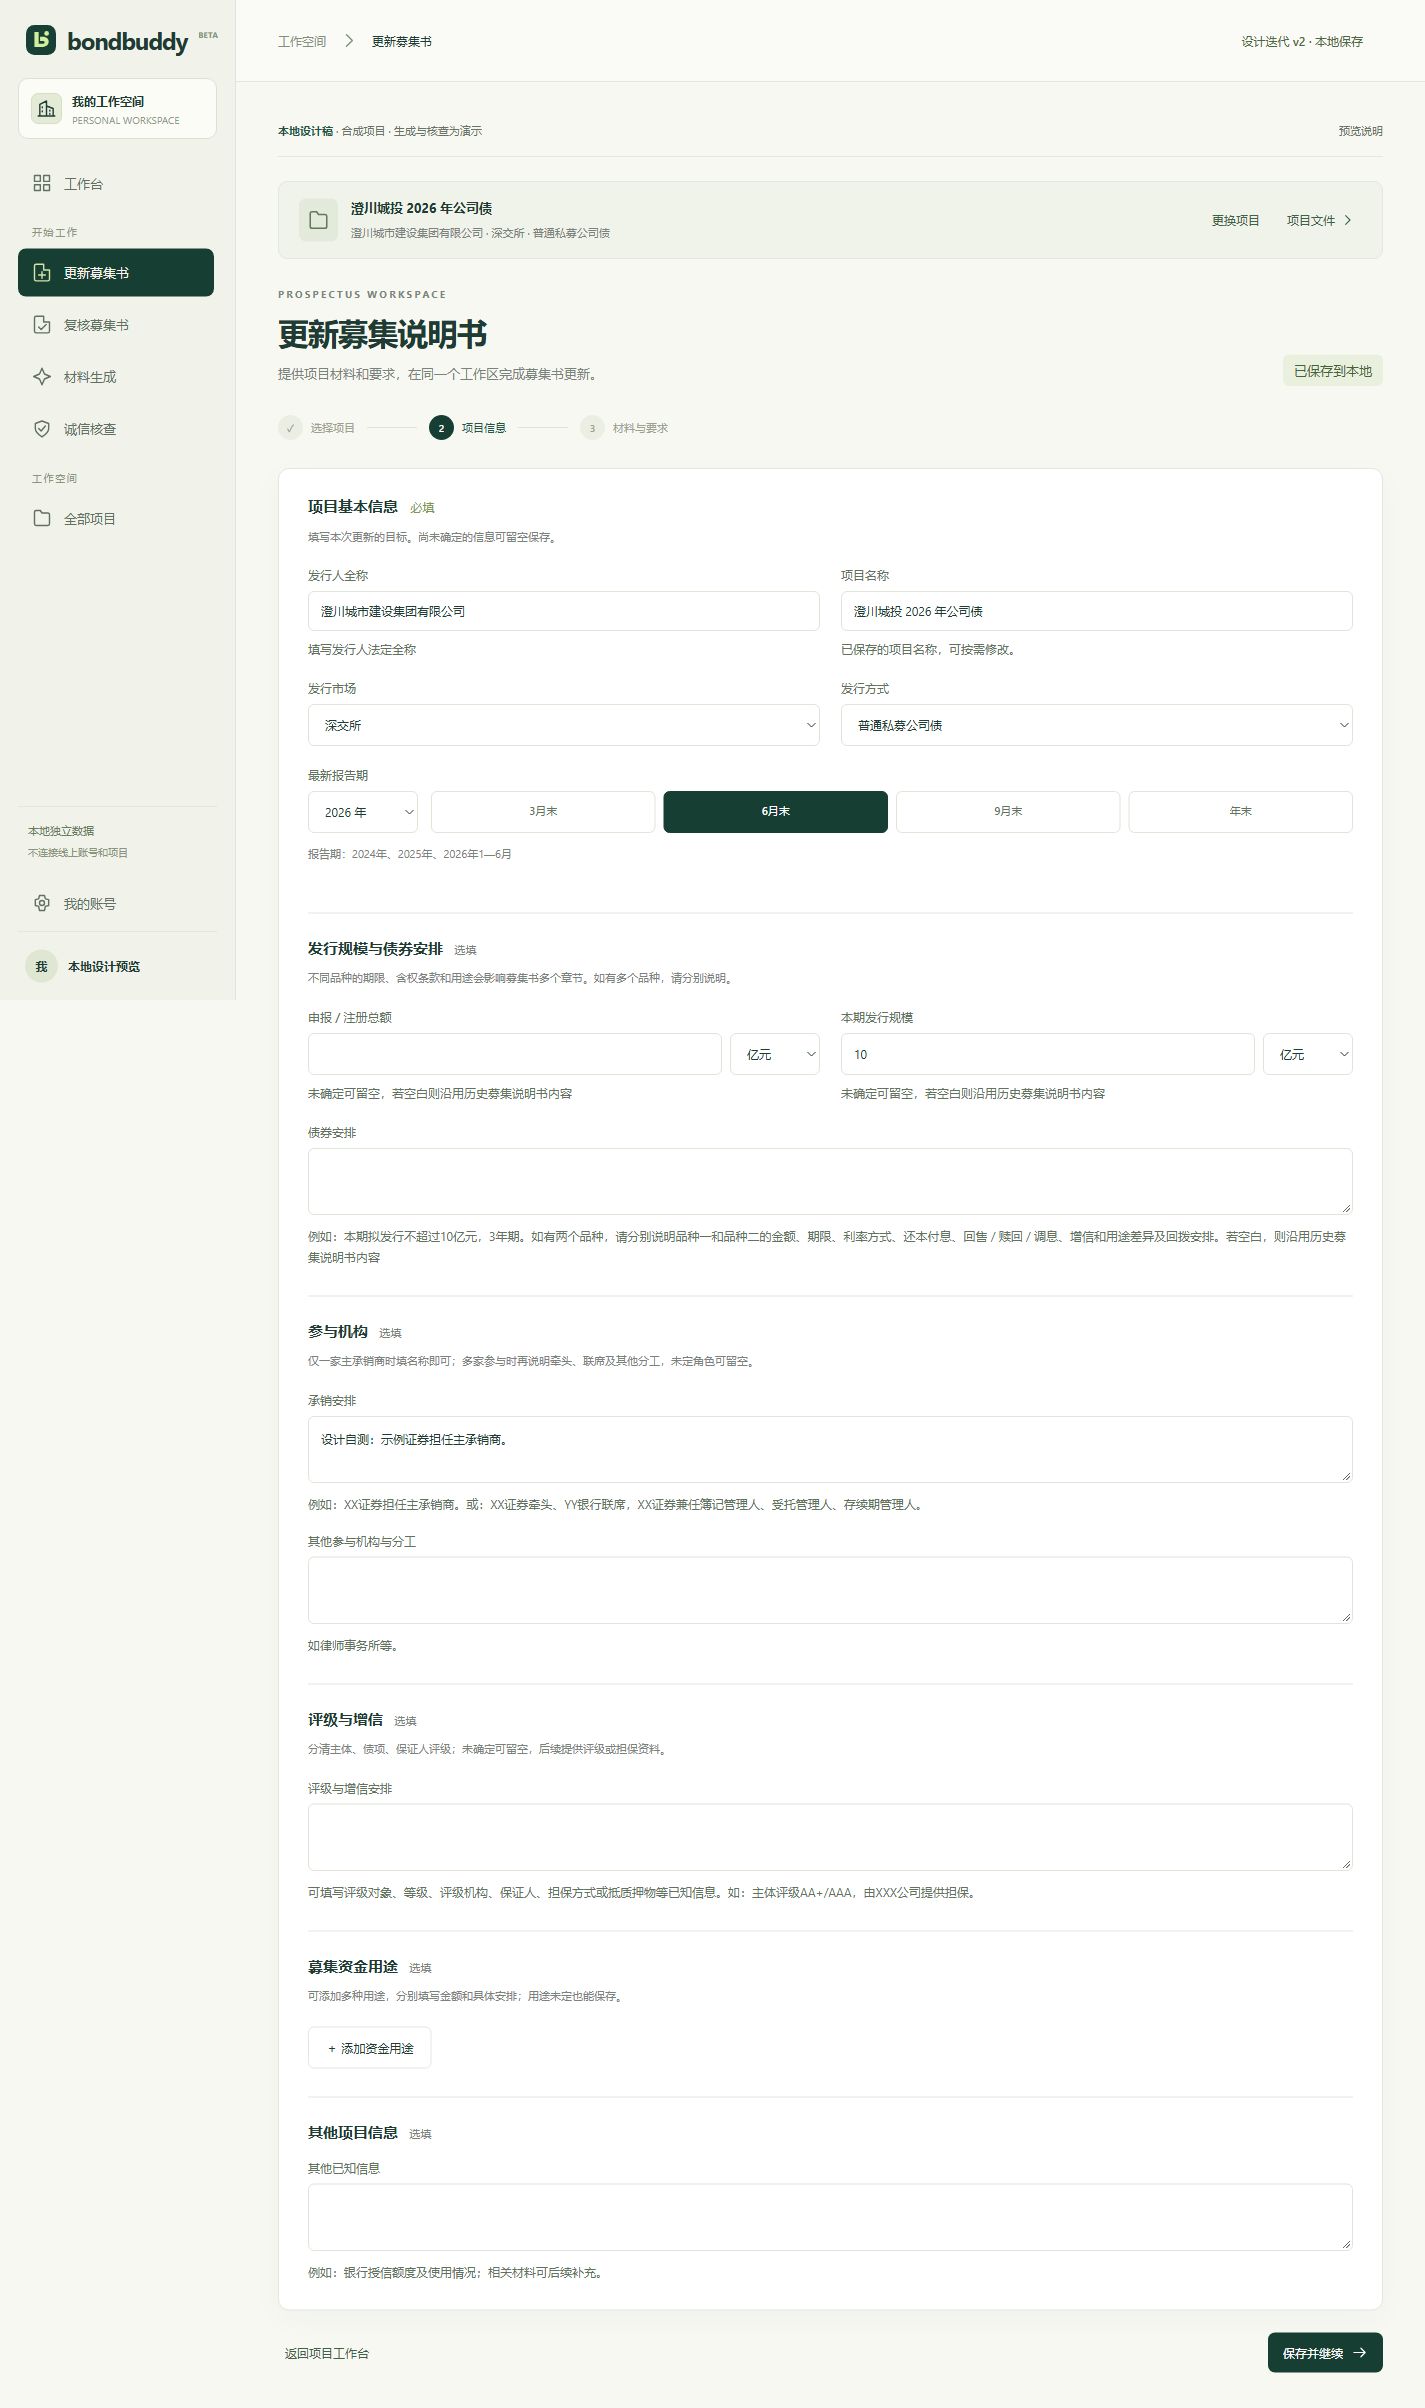 bondbuddy BETA
我的工作空间
PERSONAL WORKSPACE
工作台
开始工作
更新募集书
复核募集书
材料生成
诚信核查
工作空间
全部项目
本地独立数据
不连接线上账号和项目
我的账号
我 本地设计预览
工作空间 更新募集书
设计迭代 v2 · 本地保存
本地设计稿 · 合成项目 · 生成与核查为演示
预览说明
澄川城投 2026 年公司债
澄川城市建设集团有限公司 · 深交所 · 普通私募公司债
更换项目 项目文件
PROSPECTUS WORKSPACE
更新募集说明书
提供项目材料和要求，在同一个工作区完成募集书更新。
已保存到本地
✓ 选择项目 2 项目信息 3 材料与要求
项目基本信息 必填
填写本次更新的目标。尚未确定的信息可留空保存。
发行人全称 项目名称
澄川城市建设集团有限公司 澄川城投 2026 年公司债
填写发行人法定全称 已保存的项目名称，可按需修改。
发行市场 发行方式
深交所 普通私募公司债
最新报告期
2026 年 3月末 6月末 9月末 年末
报告期：2024年、2025年、2026年1—6月
发行规模与债券安排 选填
不同品种的期限、含权条款和用途会影响募集书多个章节。如有多个品种，请分别说明。
申报 / 注册总额 本期发行规模
亿元 10 亿元
未确定可留空，若空白则沿用历史募集说明书内容 未确定可留空，若空白则沿用历史募集说明书内容
债券安排
例如：本期拟发行不超过10亿元，3年期。如有两个品种，请分别说明品种一和品种二的金额、期限、利率方式、还本付息、回售 / 赎回 / 调息、增信和用途差异及回拨安排。若空白，则沿用历史募
集说明书内容
参与机构 选填
仅一家主承销商时填名称即可；多家参与时再说明牵头、联席及其他分工，未定角色可留空。
承销安排
设计自测：示例证券担任主承销商。
例如：XX证券担任主承销商。或：XX证券牵头、YY银行联席，XX证券兼任簿记管理人、受托管理人、存续期管理人。
其他参与机构与分工
如律师事务所等。
评级与增信 选填
分清主体、债项、保证人评级；未确定可留空，后续提供评级或担保资料。
评级与增信安排
可填写评级对象、等级、评级机构、保证人、担保方式或抵质押物等已知信息。如：主体评级AA+/AAA，由XXX公司提供担保。
募集资金用途 选填
可添加多种用途，分别填写金额和具体安排；用途未定也能保存。
+ 添加资金用途
其他项目信息 选填
其他已知信息
例如：银行授信额度及使用情况；相关材料可后续补充。
返回项目工作台
保存并继续 →